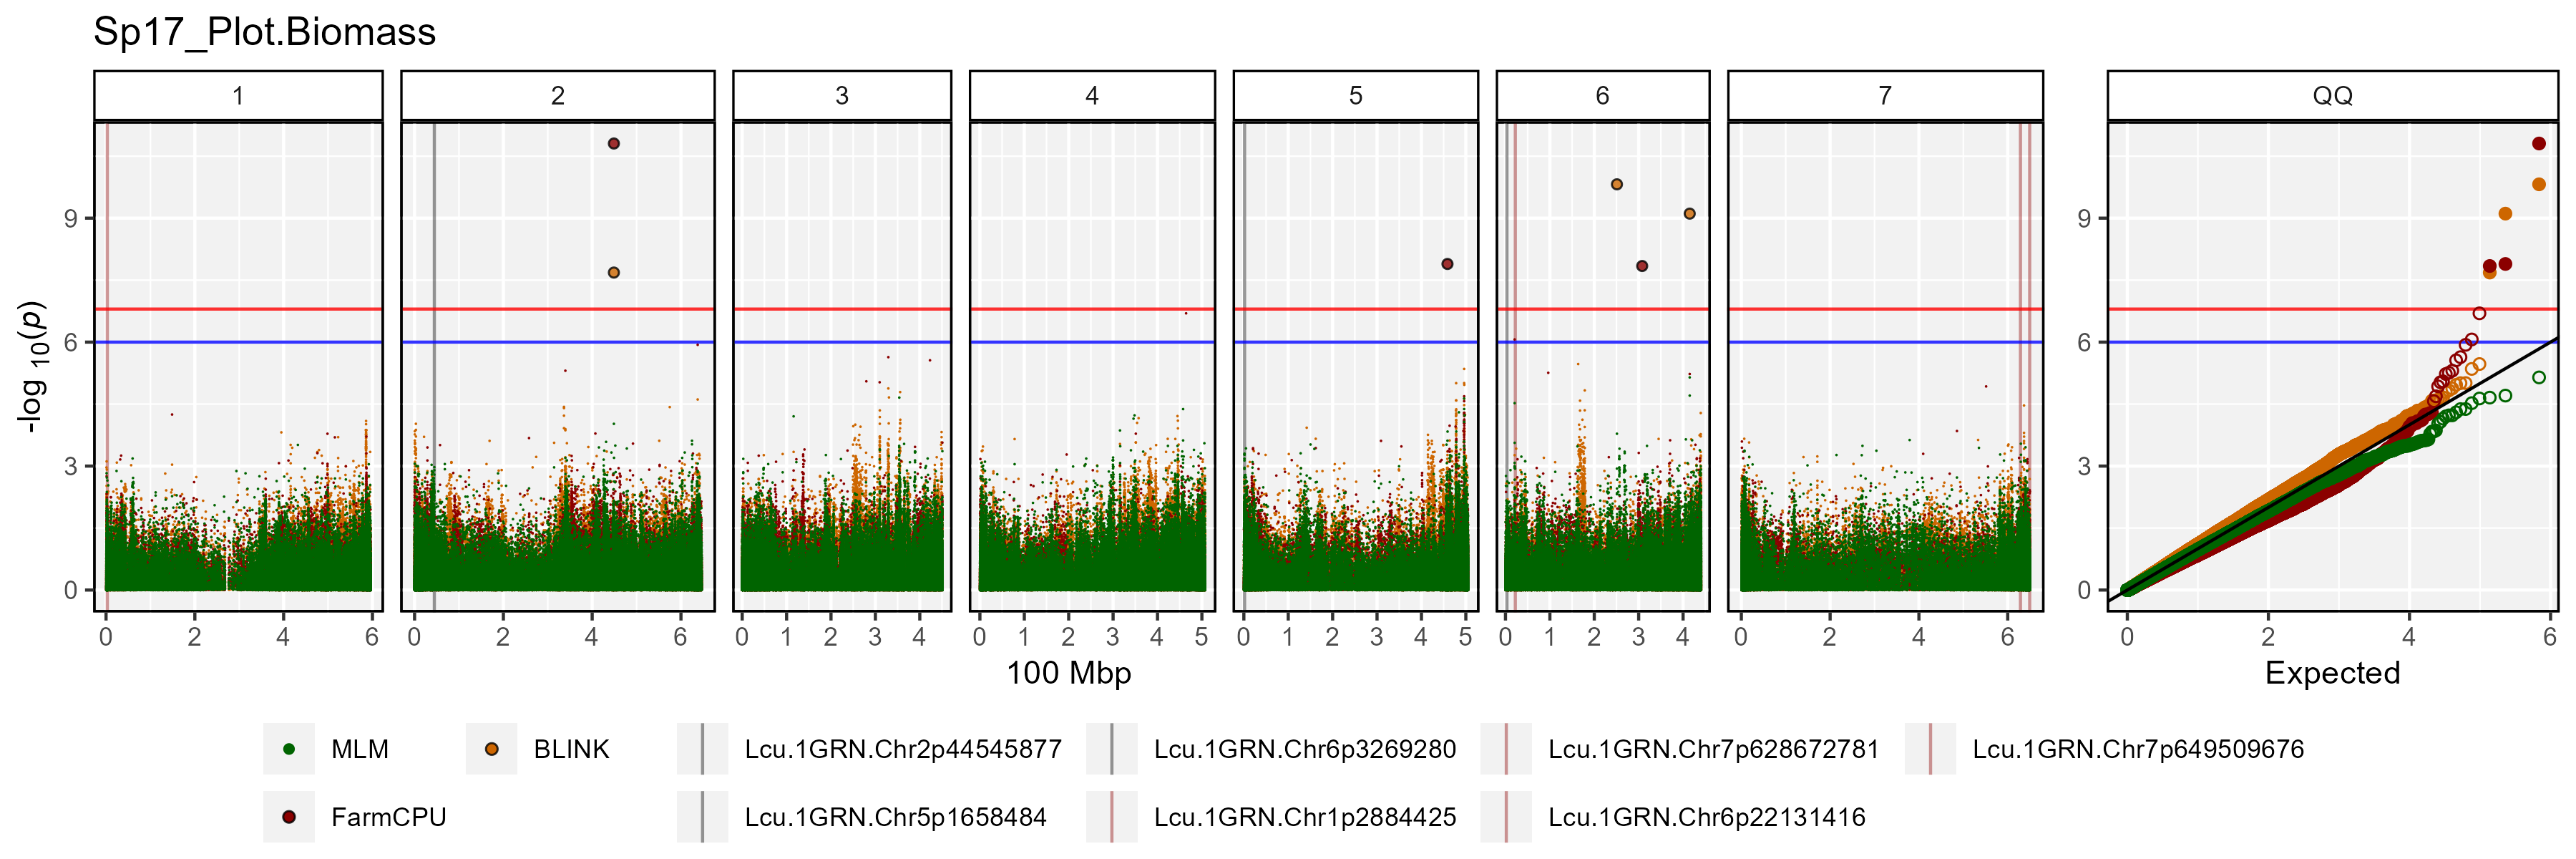 Sp17_Plot.Biomass
1 2 3 4 5 6 7 QQ
-log 10(p)
9 9
6 6
3 3
0 0
0 2 4 6 0 2 4 6 0 1 2 3 4 0 1 2 3 4 5 0 1 2 3 4 5 0 1 2 3 4 0 2 4 6 0 2 4 6
100 Mbp Expected
MLM BLINK Lcu.1GRN.Chr2p44545877 Lcu.1GRN.Chr6p3269280 Lcu.1GRN.Chr7p628672781 Lcu.1GRN.Chr7p649509676
FarmCPU Lcu.1GRN.Chr5p1658484 Lcu.1GRN.Chr1p2884425 Lcu.1GRN.Chr6p22131416